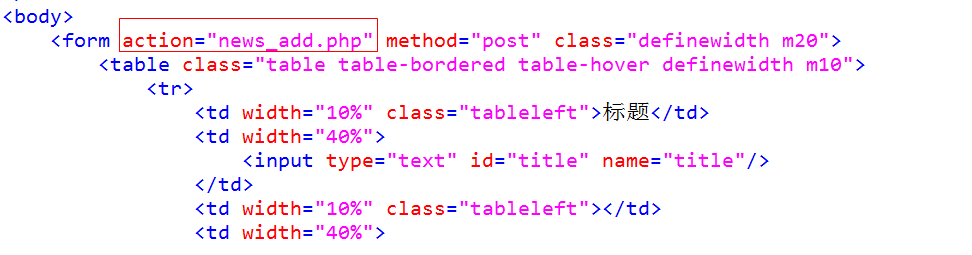 <body>
<form action="news_add.php" method="post" class="definewidth m20">
<table class="table table-bordered table-hover definewidth m10">
<tr>
<td width="10%" class="tableleft">标题</td>
<td width="40%">
<input type="text" id="title" name="title"/>
</td>
<td width="10%" class="tableleft"></td>
<td width="40%">